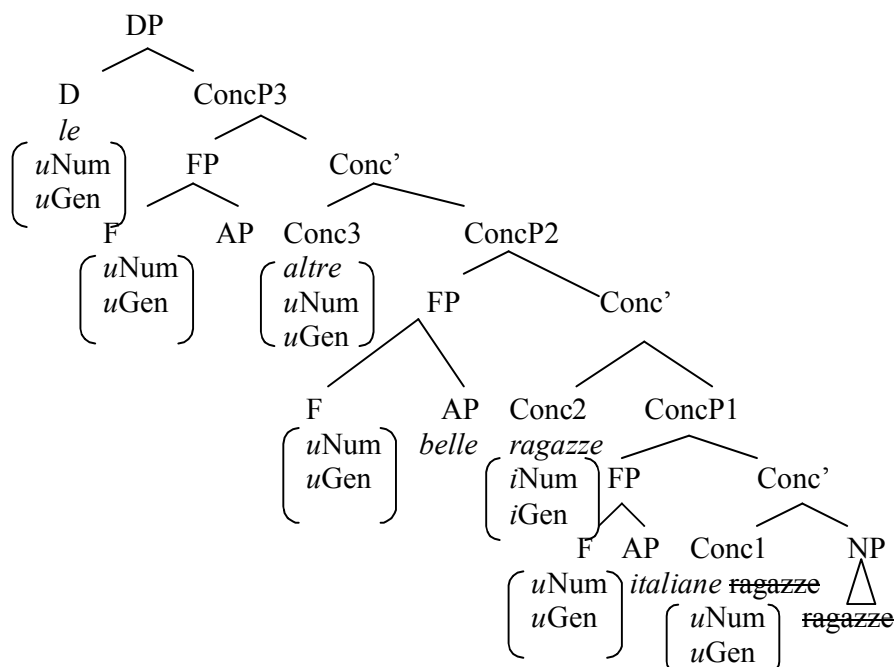 DP
D ConcP3
le
uNum FP Conc’
uGen
F AP Conc3 ConcP2
uNum altre
uGen uNum FP Conc’
uGen
F AP Conc2 ConcP1
uNum belle ragazze
uGen iNum FP Conc’
iGen
F AP Conc1 NP
uNum italiane ragazze
uGen uNum ragazze
uGen